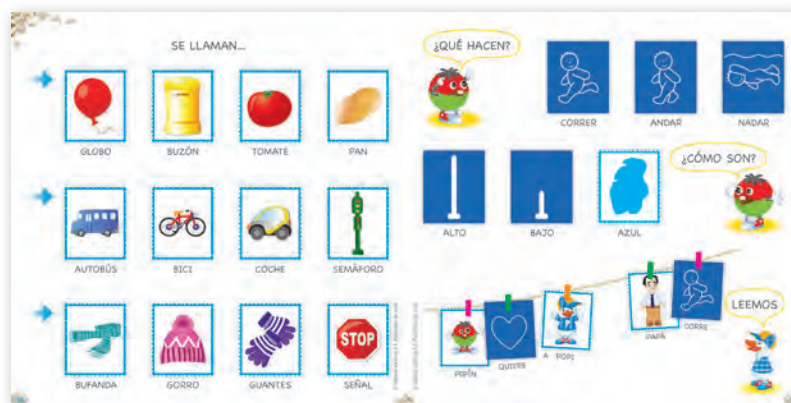 SE LLAMAN...
GLOBO BUZÓN TOMATE PAN
AUTOBÚS BICI COCHE SEMÁFORO
STOP
BUFANDA GORRO GUANTES SEÑAL
¿QUÉ HACEN?
CORRER ANDAR NADAR
¿CÓMO SON?
ALTO BAJO AZUL
LEEMOS
PIPÍN QUIERE A POPI
PAPÁ CORRE